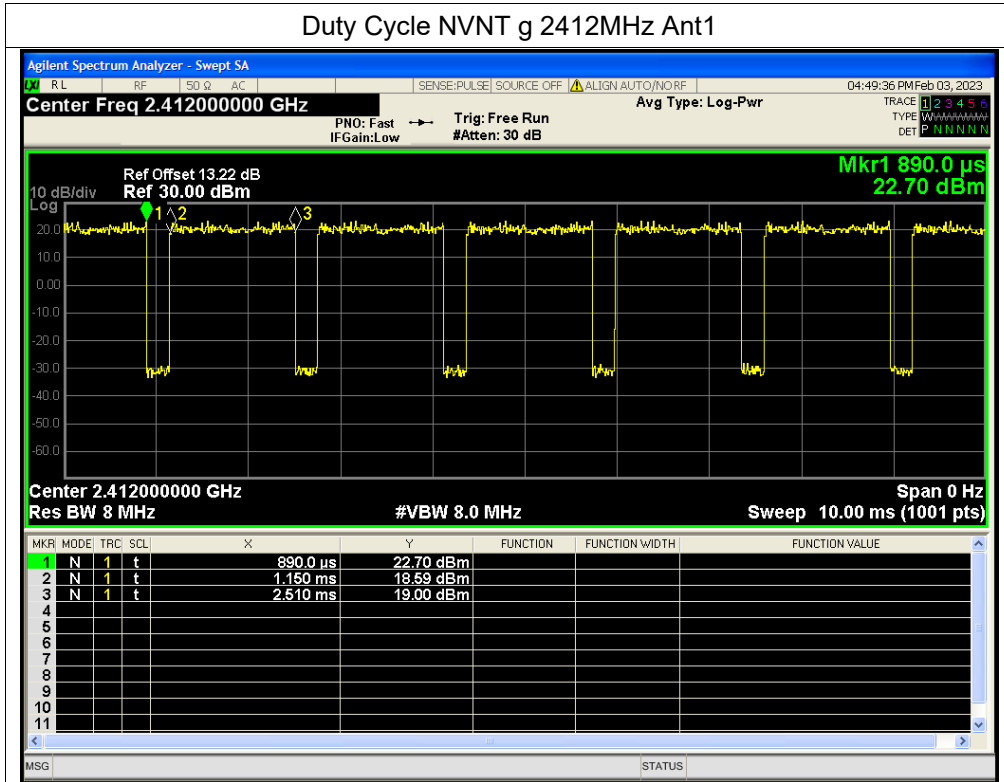 Duty Cycle NVNT g 2412MHz Ant1
Agilent Spectrum Analyzer - Swept SA
LXI RL RF 50 Ω AC SENSE:PULSE SOURCE OFF ALIGN AUTO/NO RF 04:49:36 PM Feb 03, 2023
Center Freq 2.412000000 GHz Avg Type: Log-Pwr TRACE 1 2 3 4 5 6
PNO: Fast Trig: Free Run TYPE WWWWWW
IFGain:Low #Atten: 30 dB DET P N N N N N
Mkr1 890.0 µs
Ref Offset 13.22 dB
10 dB/div Ref 30.00 dBm 22.70 dBm
Log
1 2 3
20.0
10.0
0.00
-10.0
-20.0
-30.0
-40.0
-50.0
-60.0
Center 2.412000000 GHz Span 0 Hz
Res BW 8 MHz #VBW 8.0 MHz Sweep 10.00 ms (1001 pts)
MKR MODE TRC SCL X Y FUNCTION FUNCTION WIDTH FUNCTION VALUE
1 N 1 t 890.0 µs 22.70 dBm
2 N 1 t 1.150 ms 18.59 dBm
3 N 1 t 2.510 ms 19.00 dBm
4
5
6
7
8
9
10
11
MSG STATUS